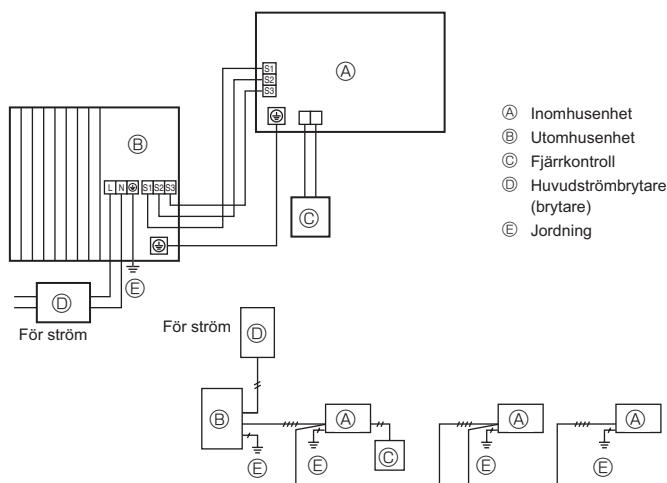 S1
S2
S3
Ⓐ
Ⓑ
L N S1 S2 S3
Ⓒ
Ⓔ
Ⓓ
För ström
Ⓐ Inomhusenhet
Ⓑ Utomhusenhet
Ⓒ Fjärrkontroll
Ⓓ Huvudströmbrytare
(brytare)
Ⓔ Jordning
För ström
Ⓓ
Ⓑ
Ⓐ
Ⓐ
Ⓐ
Ⓔ
Ⓔ
Ⓒ
Ⓔ
Ⓔ